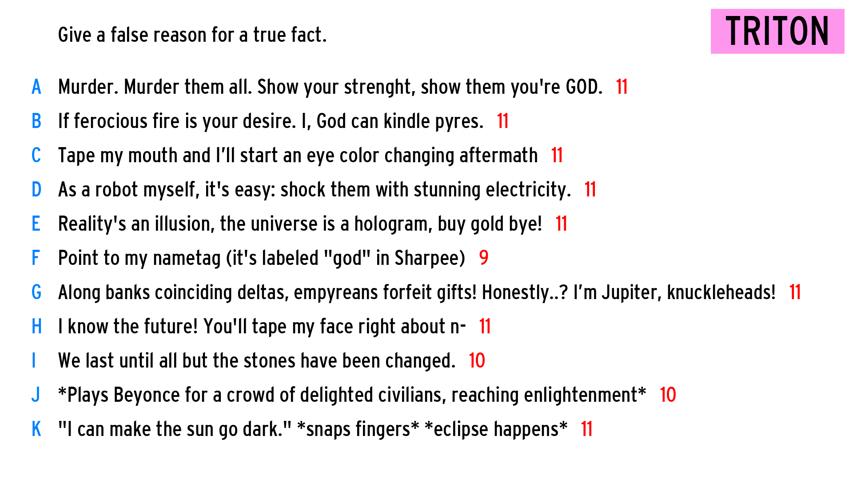 Give a false reason for a true fact.
TRITON
A Murder. Murder them all. Show your strenght, show them you're GOD. 11
B If ferocious fire is your desire. I, God can kindle pyres. 11
C Tape my mouth and I'll start an eye color changing aftermath 11
D As a robot myself, it's easy: shock them with stunning electricity. 11
E Reality's an illusion, the universe is a hologram, buy gold bye! 11
F Point to my nametag (it's labeled "god" in Sharpee) 9
G Along banks coinciding deltas, empyreans forfeit gifts! Honestly..? I'm Jupiter, knuckleheads! 11
H I know the future! You'll tape my face right about n- 11
I We last until all but the stones have been changed. 10
J *Plays Beyonce for a crowd of delighted civilians, reaching enlightenment* 10
K "I can make the sun go dark." *snaps fingers* *eclipse happens* 11